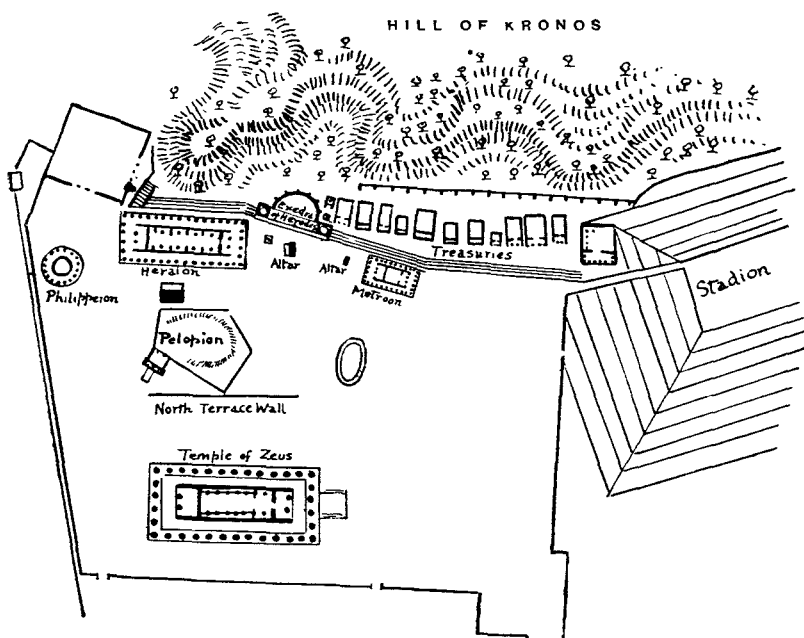 HILL OF KRONOS
Exedra
of Herodes
Heraion
Altar
Altar
Treasuries
Metroon
Stadion
Philippeion
Pelopion
North Terrace Wall
Temple of Zeus